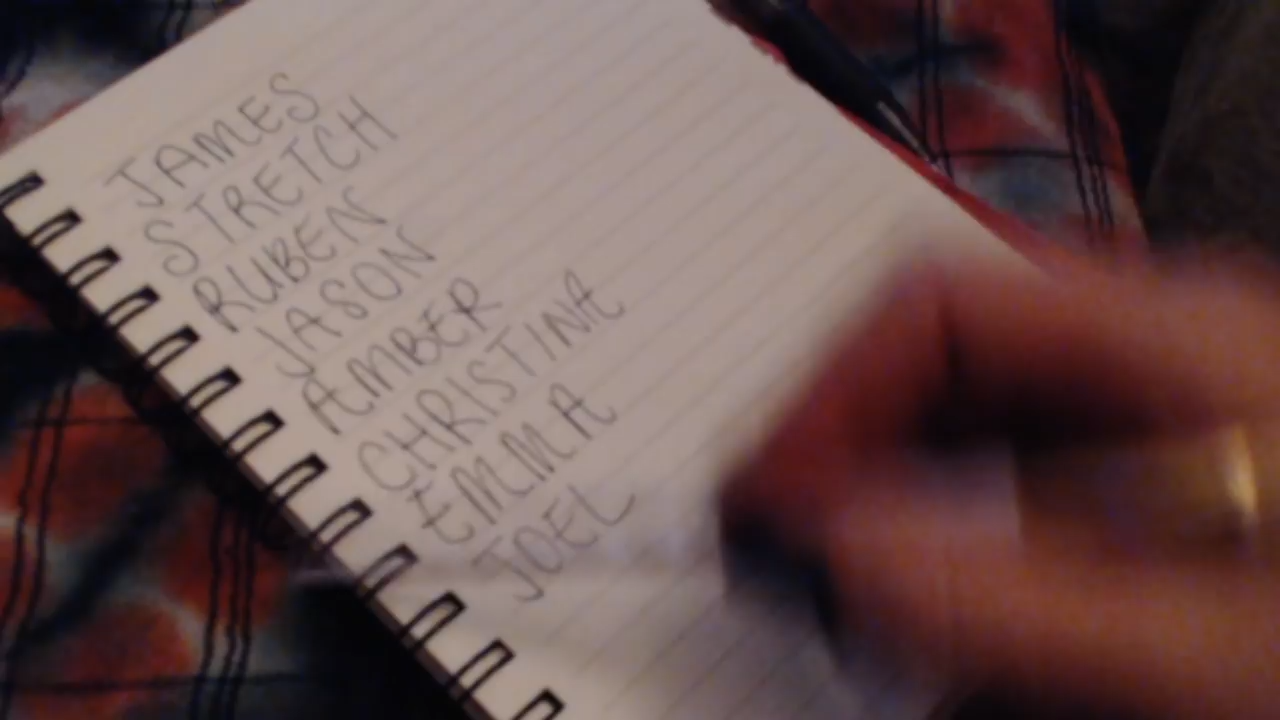 JAMES
STRETCH
RUBEN
JASON
AMBER
CHRISTINA
EMMA
JOEL